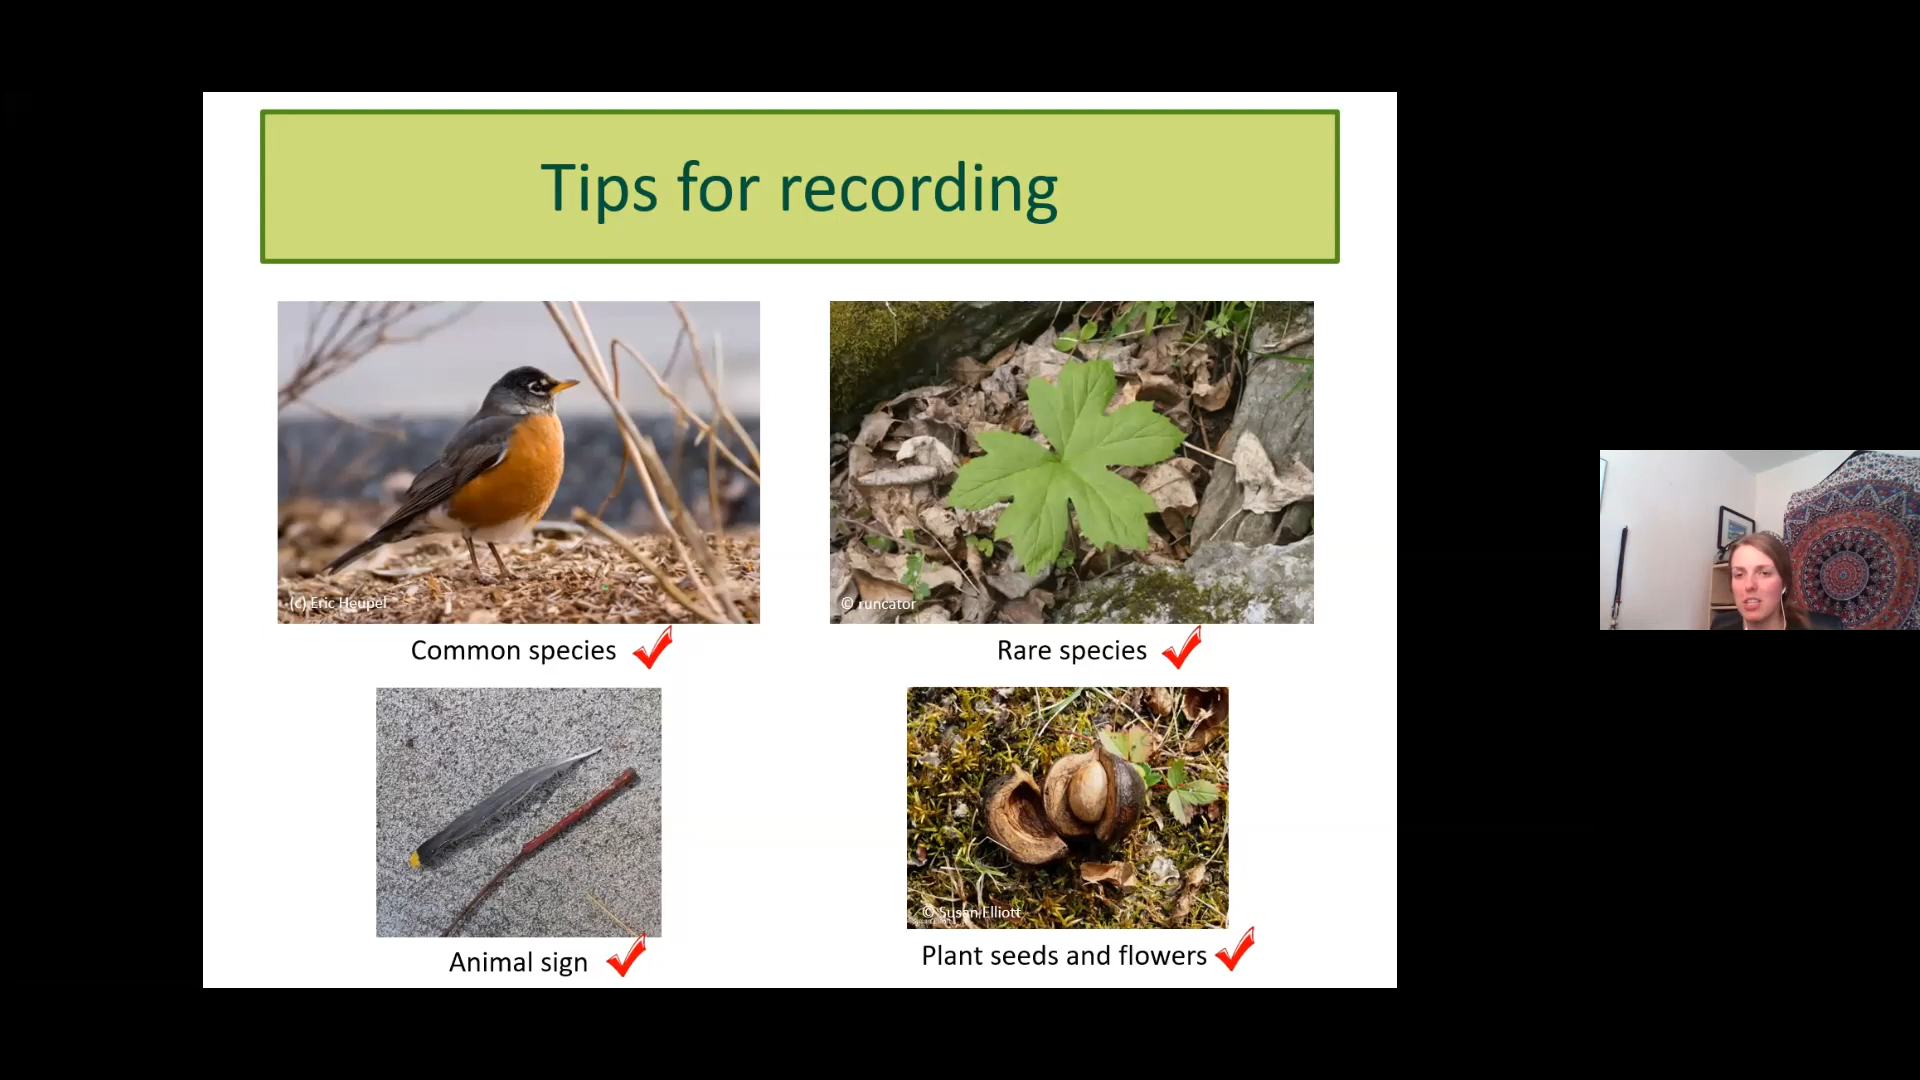 Tips for recording
(c) Eric Heupel
© runcator
Common species
Rare species
© Susan Elliott
Animal sign
Plant seeds and flowers